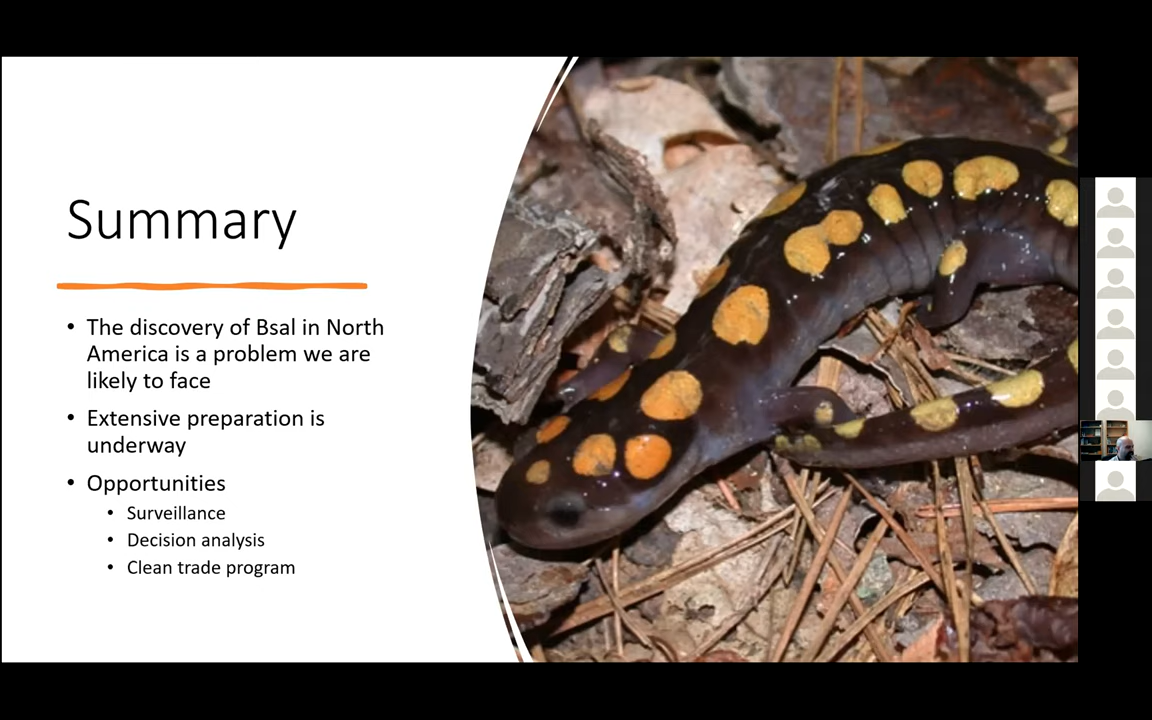 Summary
• The discovery of Bsal in North
America is a problem we are
likely to face
• Extensive preparation is
underway
• Opportunities
• Surveillance
• Decision analysis
• Clean trade program